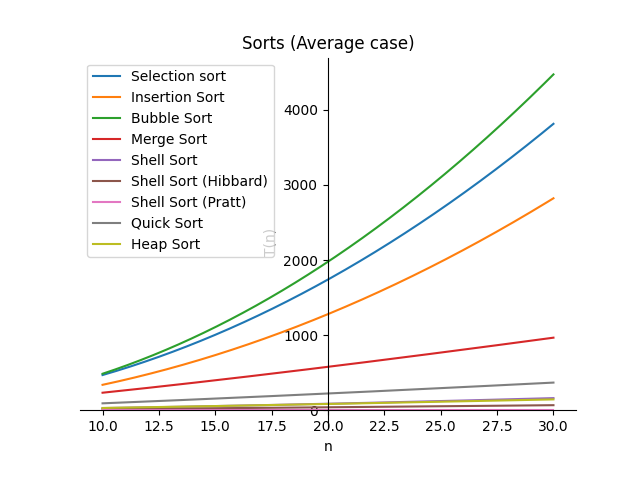 Sorts (Average case)
Selection sort
Insertion Sort
Bubble Sort
Merge Sort
Shell Sort
Shell Sort (Hibbard)
Shell Sort (Pratt)
Quick Sort
Heap Sort
T(n)
4000
3000
2000
1000
0
10.0 12.5 15.0 17.5 20.0 22.5 25.0 27.5 30.0
n